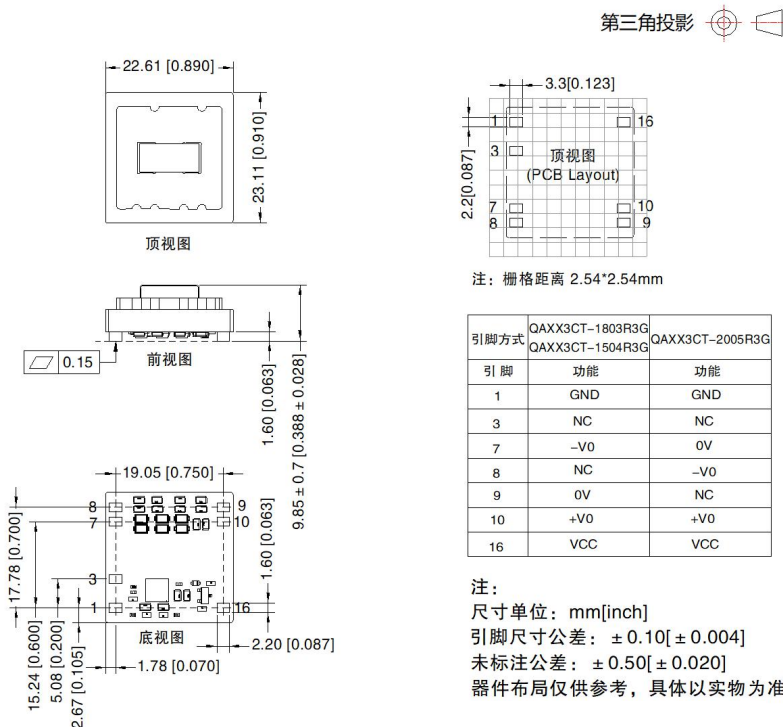 第三角投影
22.61 [0.890]
23.11 [0.910]
顶视图
3.3[0.123]
2.2[0.087]
1
16
3
顶视图
(PCB Layout)
7
10
8
9
注：栅格距离 2.54*2.54mm
0.15
前视图
1.60 [0.063]
9.85 ± 0.7 [0.388 ± 0.028]
引脚方式 QAXX3CT-1803R3G QAXX3CT-1504R3G QAXX3CT-2005R3G
引 脚 功能 功能
1 GND GND
3 NC NC
7 -V0 0V
8 NC -V0
9 0V NC
10 +V0 +V0
16 VCC VCC
19.05 [0.750]
8
9
7
10
3
1
16
底视图
17.78 [0.700]
15.24 [0.600]
5.08 [0.200]
2.67 [0.105]
1.60 [0.063]
2.20 [0.087]
1.78 [0.070]
注：
尺寸单位：mm[inch]
引脚尺寸公差：± 0.10[± 0.004]
未标注公差：± 0.50[± 0.020]
器件布局仅供参考，具体以实物为准